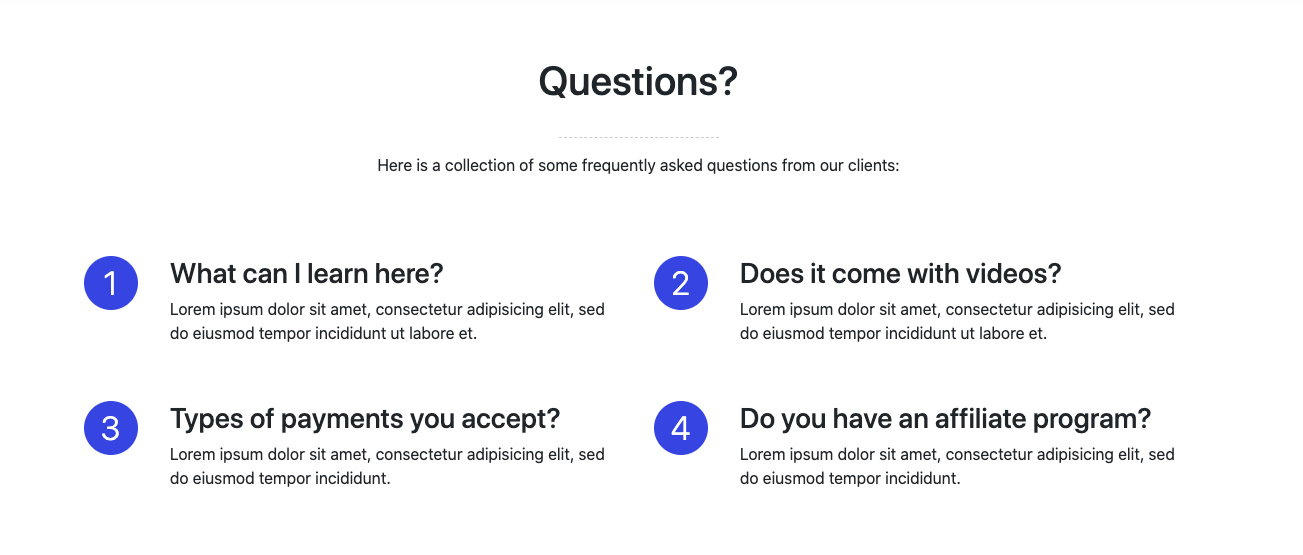 Questions?
Here is a collection of some frequently asked questions from our clients:
1
What can I learn here?
Lorem ipsum dolor sit amet, consectetur adipisicing elit, sed
do eiusmod tempor incididunt ut labore et.
2
Does it come with videos?
Lorem ipsum dolor sit amet, consectetur adipisicing elit, sed
do eiusmod tempor incididunt ut labore et.
3
Types of payments you accept?
Lorem ipsum dolor sit amet, consectetur adipisicing elit, sed
do eiusmod tempor incididunt.
4
Do you have an affiliate program?
Lorem ipsum dolor sit amet, consectetur adipisicing elit, sed
do eiusmod tempor incididunt.